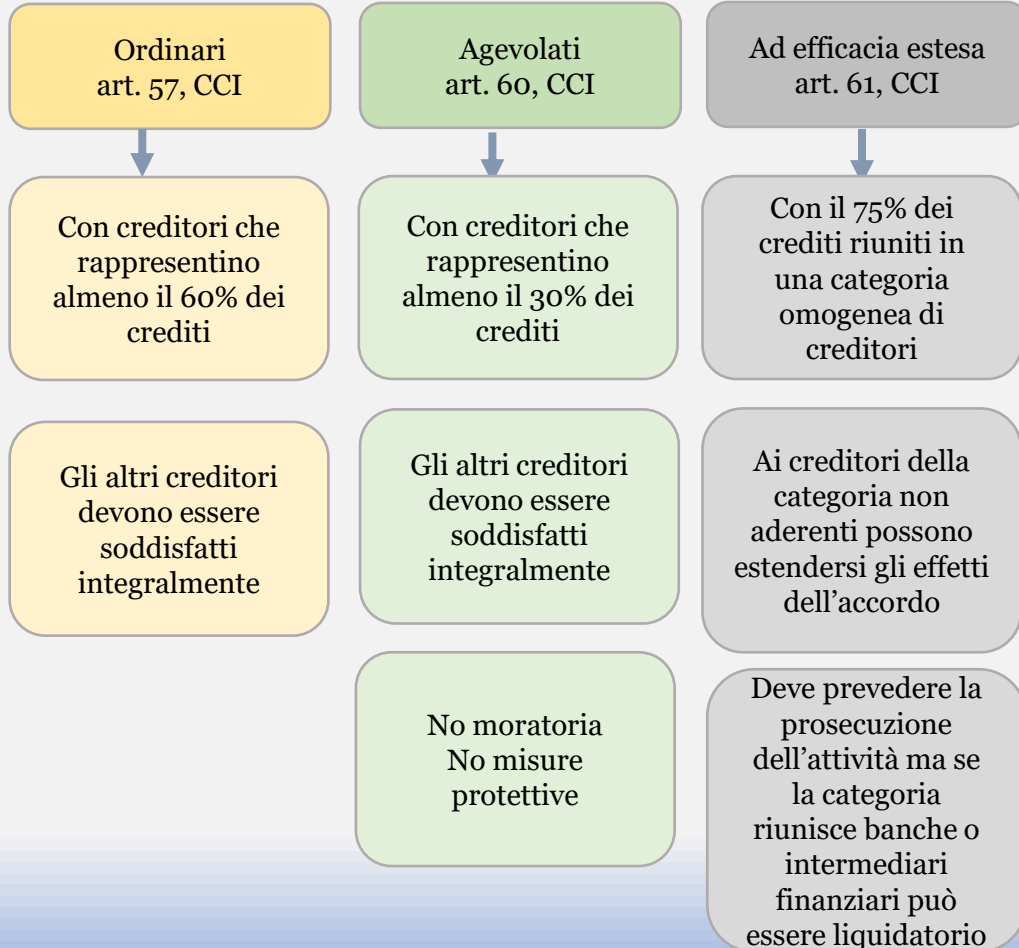 Ordinari
art. 57, CCI
Con creditori che
rappresentino
almeno il 60% dei
crediti
Gli altri creditori
devono essere
soddisfatti
integralmente
Agevolati
art. 60, CCI
Con creditori che
rappresentino
almeno il 30% dei
crediti
Gli altri creditori
devono essere
soddisfatti
integralmente
No moratoria
No misure
protettive
Ad efficacia estesa
art. 61, CCI
Con il 75% dei
crediti riuniti in
una categoria
omogenea di
creditori
Ai creditori della
categoria non
aderenti possono
estendersi gli effetti
dell’accordo
Deve prevedere la
prosecuzione
dell’attività ma se
la categoria
riunisce banche o
intermediari
finanziari può
essere liquidatorio